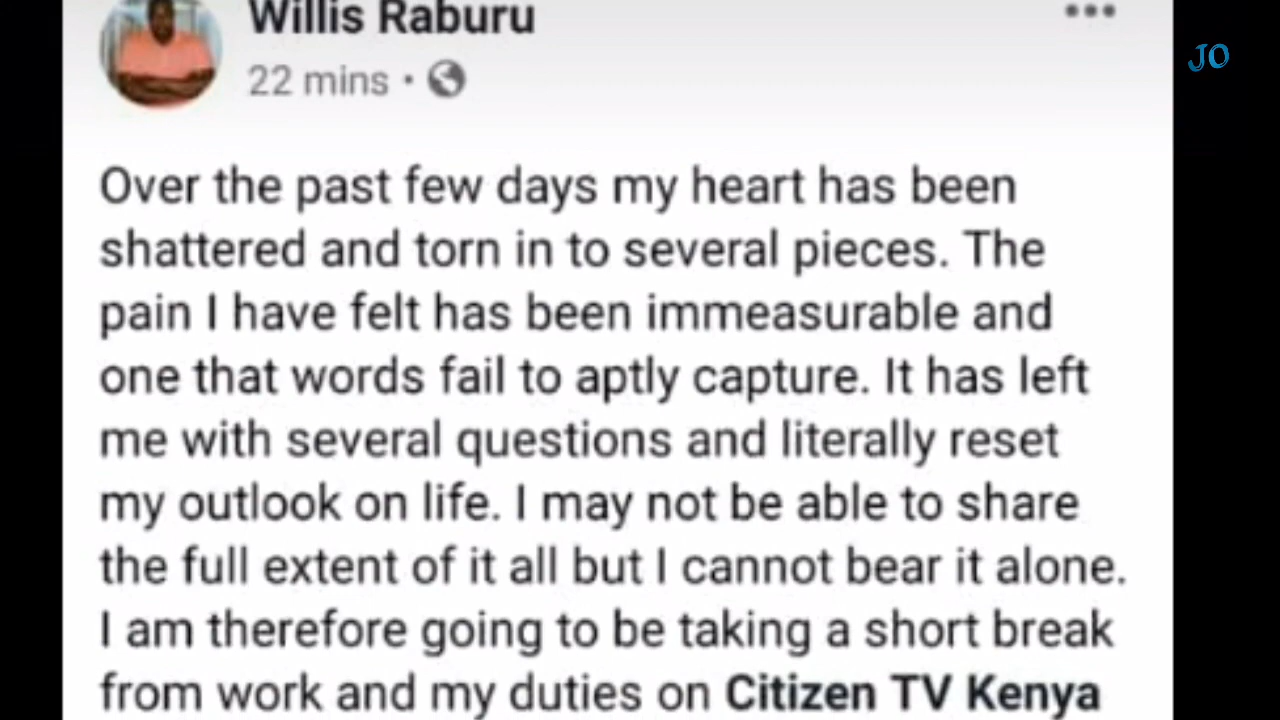 Willis Raburu
22 mins ·
JO
Over the past few days my heart has been
shattered and torn in to several pieces. The
pain I have felt has been immeasurable and
one that words fail to aptly capture. It has left
me with several questions and literally reset
my outlook on life. I may not be able to share
the full extent of it all but I cannot bear it alone.
I am therefore going to be taking a short break
from work and my duties on Citizen TV Kenya